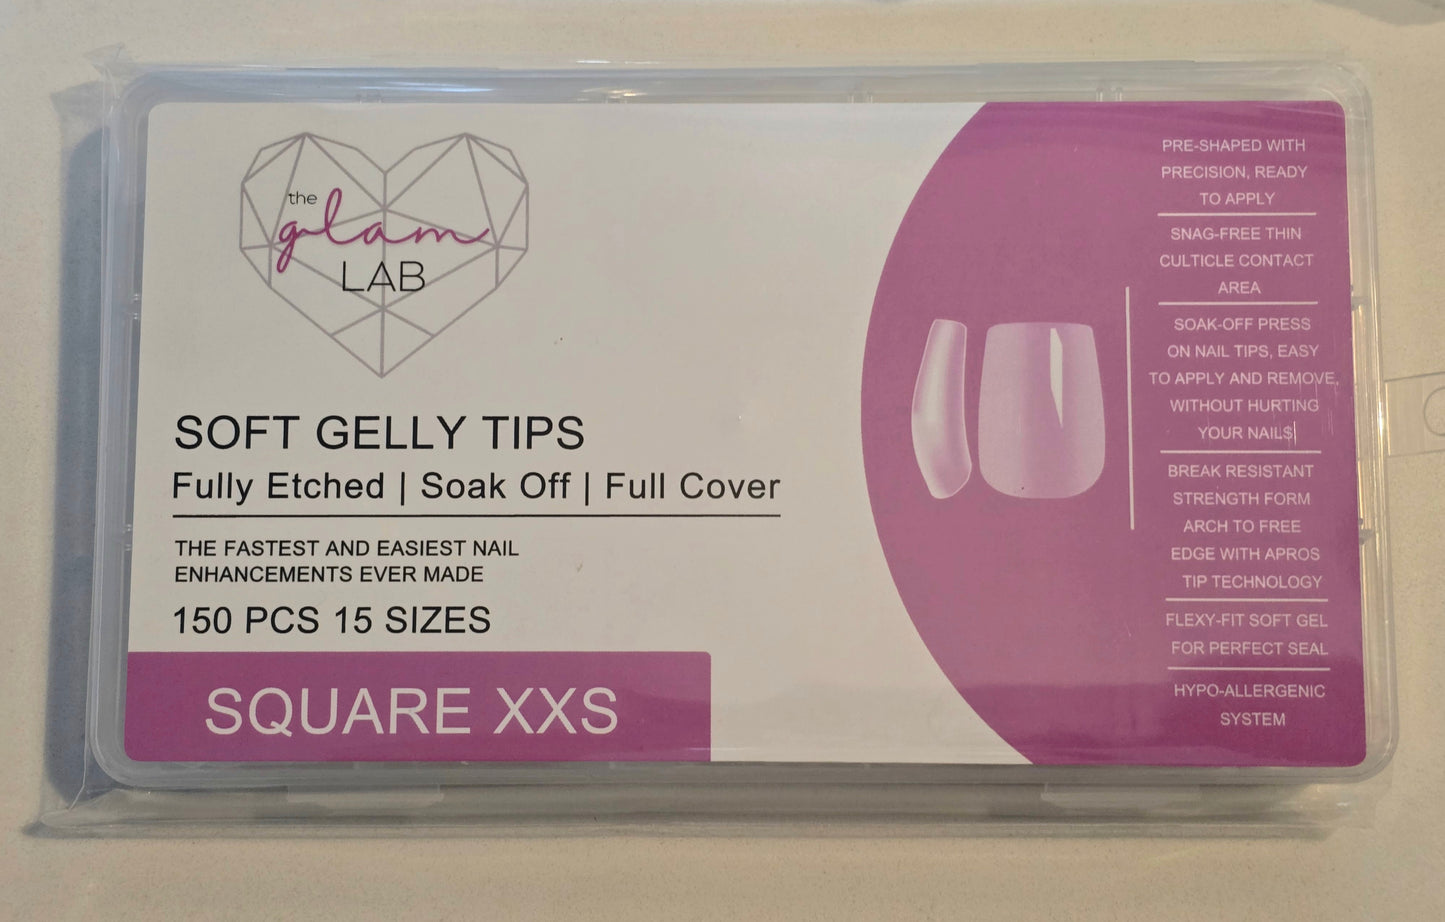 the
glam
LAB
SOFT GELLY TIPS
Fully Etched | Soak Off | Full Cover
THE FASTEST AND EASIEST NAIL
ENHANCEMENTS EVER MADE
150 PCS 15 SIZES
SQUARE XXS
PRE-SHAPED WITH
PRECISION, READY
TO APPLY
SNAG-FREE THIN
CULTICLE CONTACT
AREA
SOAK-OFF PRESS
ON NAIL TIPS, EASY
TO APPLY AND REMOVE,
WITHOUT HURTING
YOUR NAILS
BREAK RESISTANT
STRENGTH FORM
ARCH TO FREE
EDGE WITH APROS
TIP TECHNOLOGY
FLEXY-FIT SOFT GEL
FOR PERFECT SEAL
HYPO-ALLERGENIC
SYSTEM